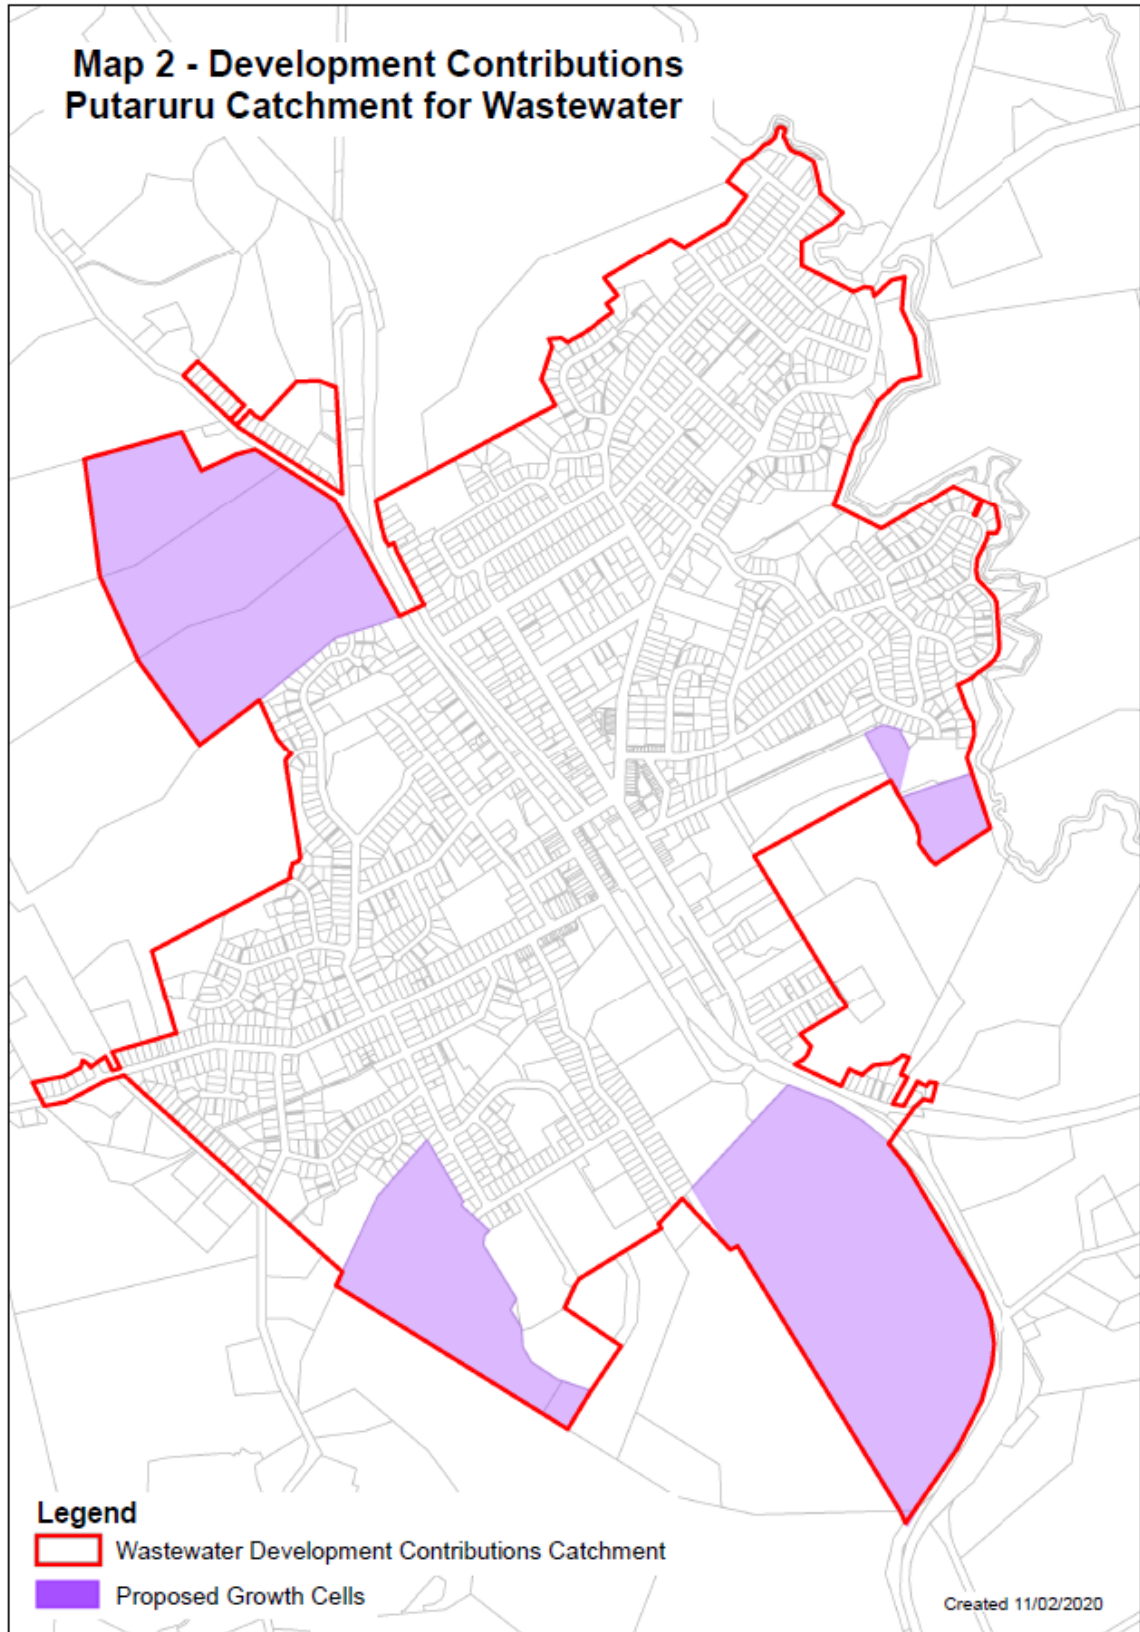 Map 2 - Development Contributions
Putaruru Catchment for Wastewater
Legend
Wastewater Development Contributions Catchment
Proposed Growth Cells
Created 11/02/2020